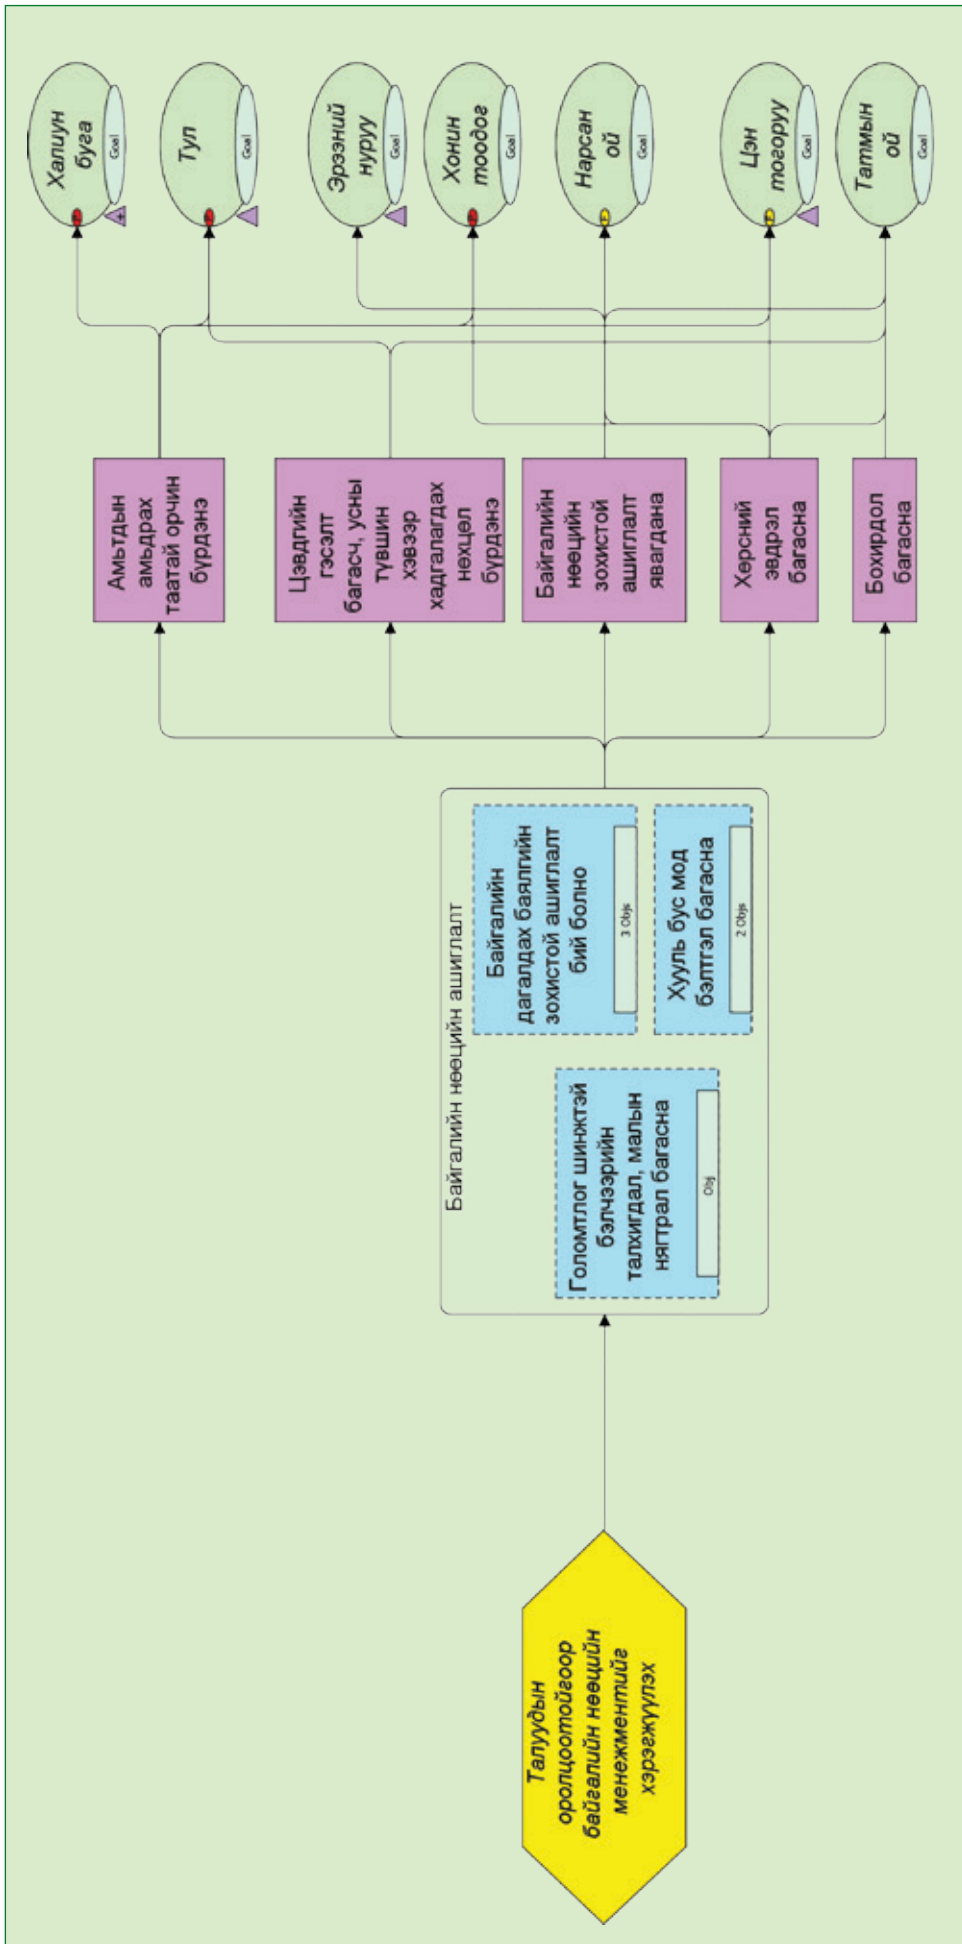 Талуудын
оролцоотойгоор
байгалийн нөөцийн
менежментийг
хэрэгжүүлэх
Байгалийн нөөцийн ашиглалт
Голомтлог шинжтэй
бэлчээрийн
талхигдал, малын
нягтрал багасна
Obj
Байгалийн
дагалдах баялгийн
зохистой ашиглалт
бий болно
3 Objs
Хууль бус мод
бэлтгэл багасна
2 Objs
Амьтдын
амьдрах
таатай орчин
бүрдэнэ
Цэвдгийн
гэсэлт
багасч, усны
түвшин
хэвээр
хадгалагдах
нөхцөл
бүрдэнэ
Байгалийн
нөөцийн
зохистой
ашиглалт
явагдана
Хөрсний
эвдрэл
багасна
Бохирдол
багасна
Халиун
буга
Goal
Тул
Goal
Эрээний
нуруу
Goal
Хонин
тоодог
Goal
Нарсан
ой
Goal
Цэн
тогоруу
Goal
Татмын
ой
Goal